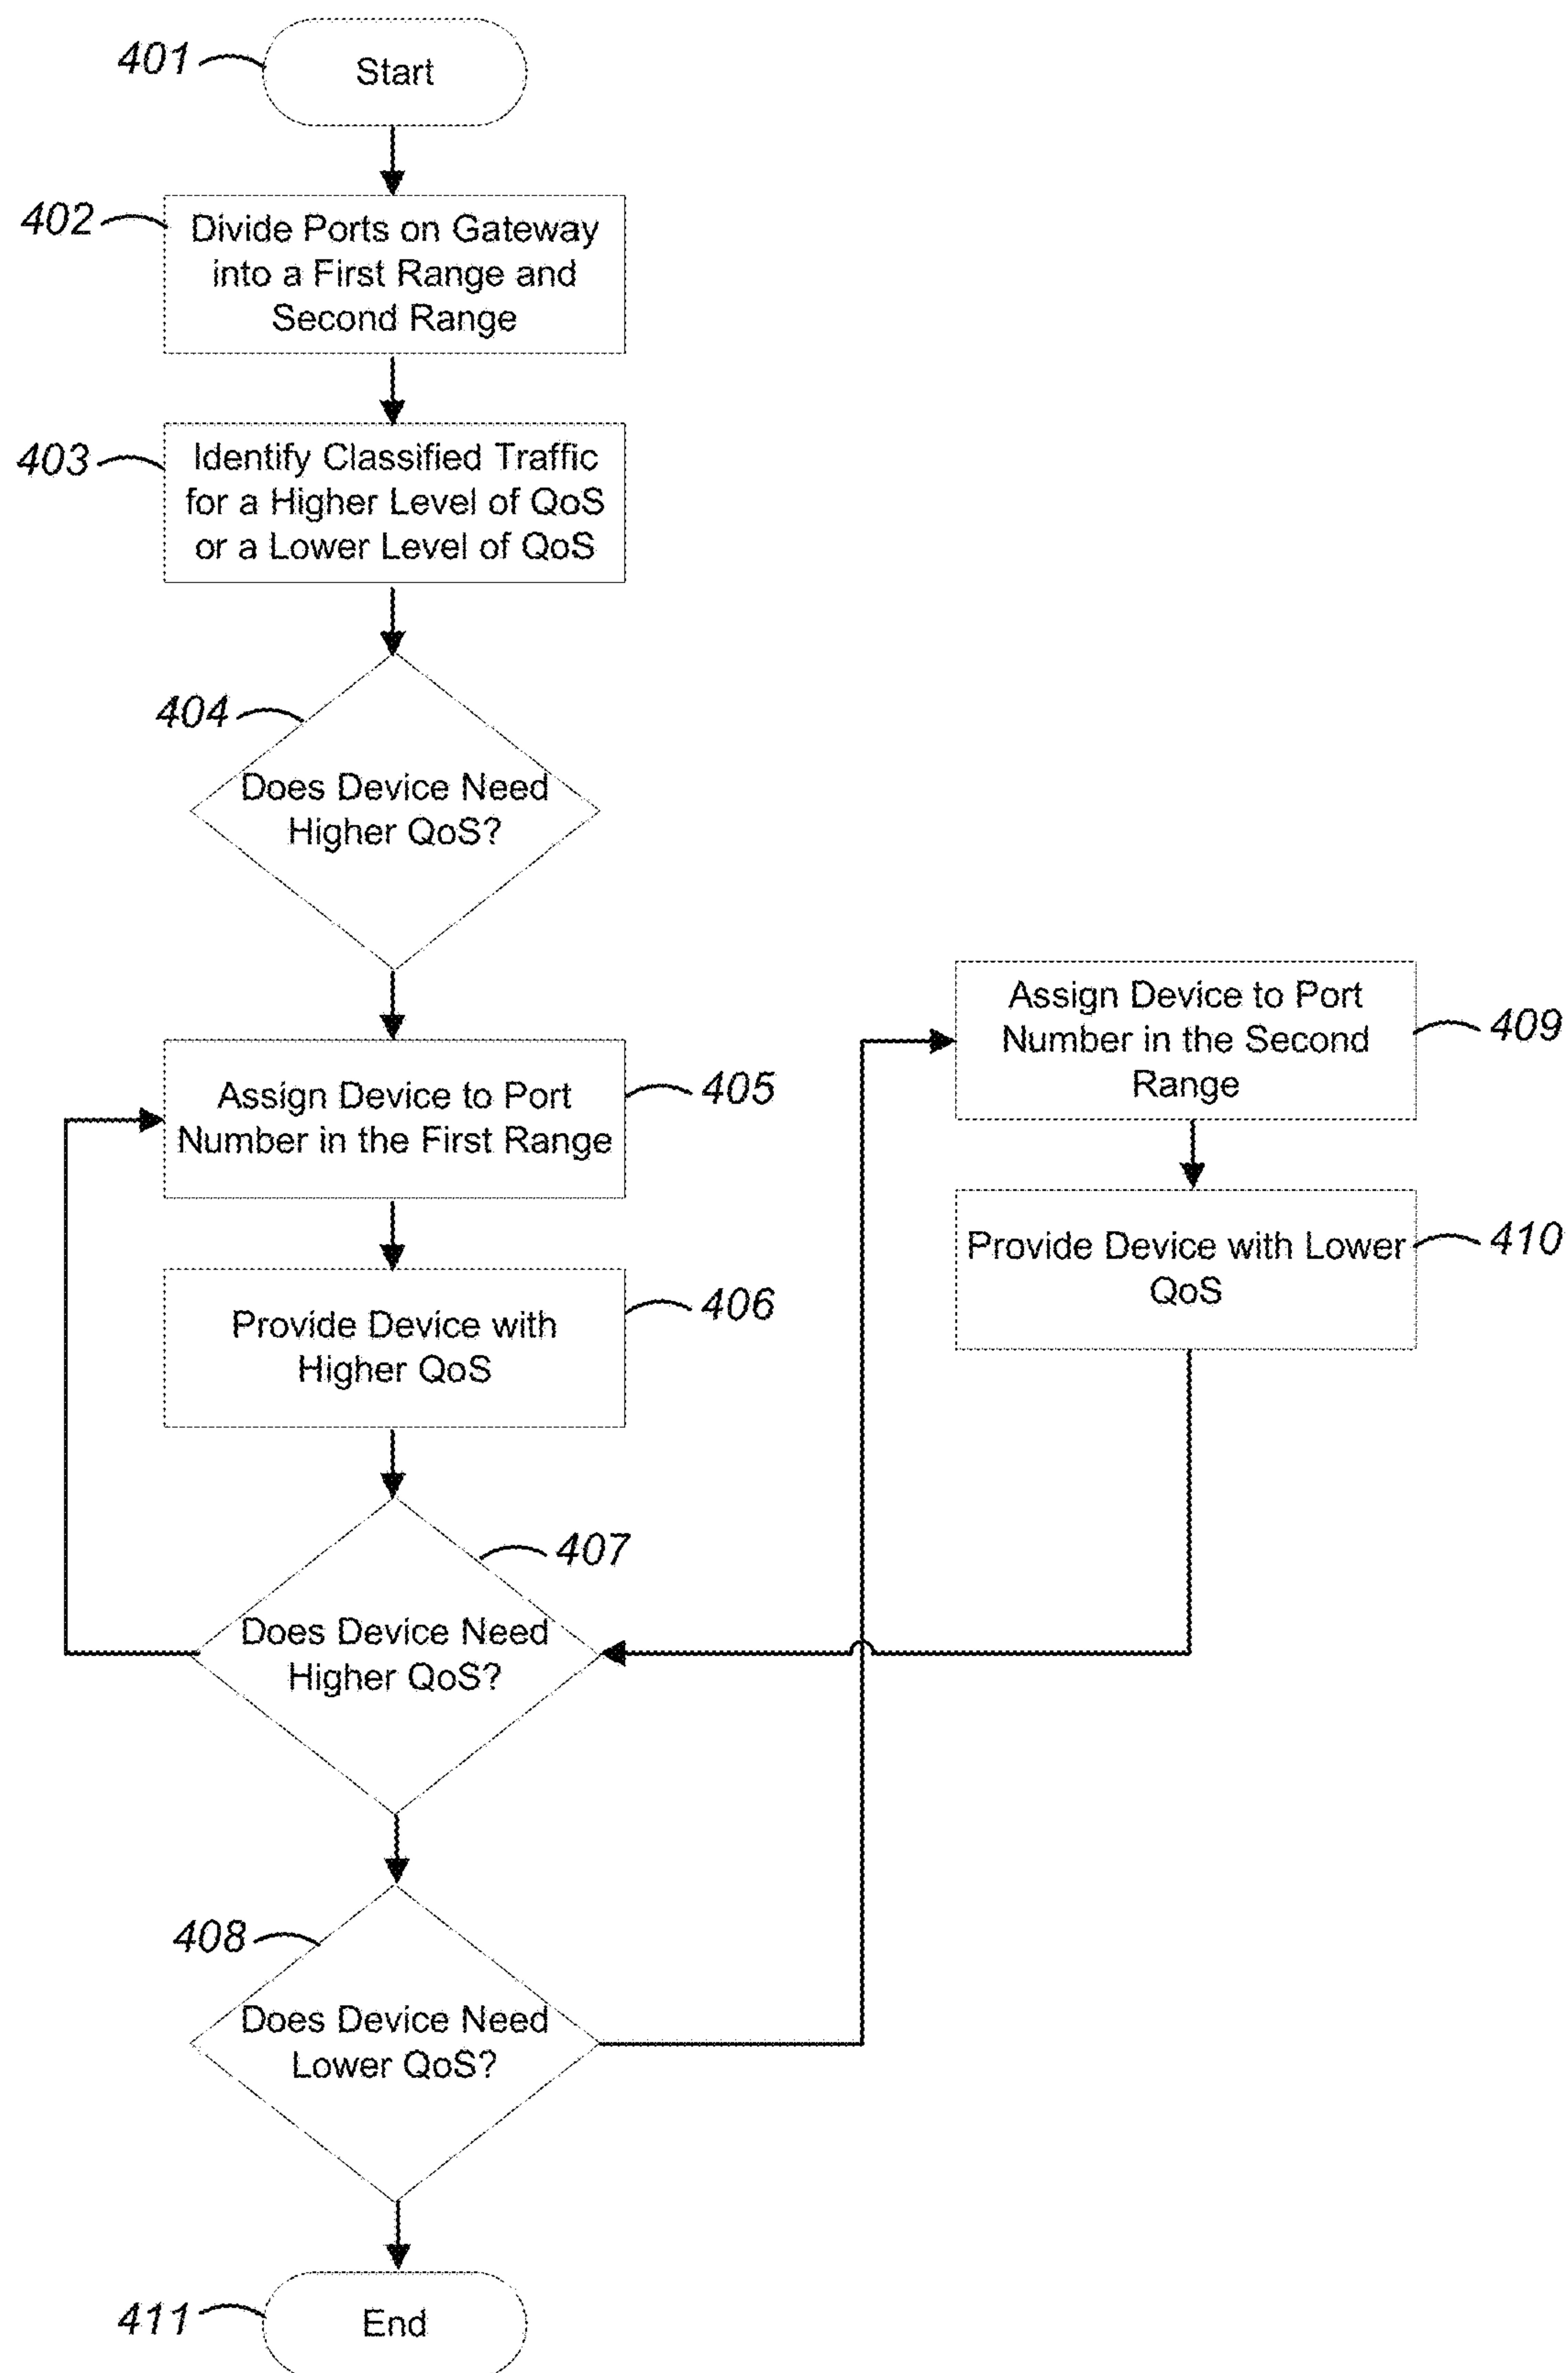 401
Start
402
Divide Ports on Gateway
into a First Range and
Second Range
403
Identify Classified Traffic
for a Higher Level of QoS
or a Lower Level of QoS
404
Does Device Need
Higher QoS?
405
Assign Device to Port
Number in the First Range
406
Provide Device with
Higher QoS
407
Does Device Need
Higher QoS?
408
Does Device Need
Lower QoS?
409
Assign Device to Port
Number in the Second
Range
410
Provide Device with Lower
QoS
411
End